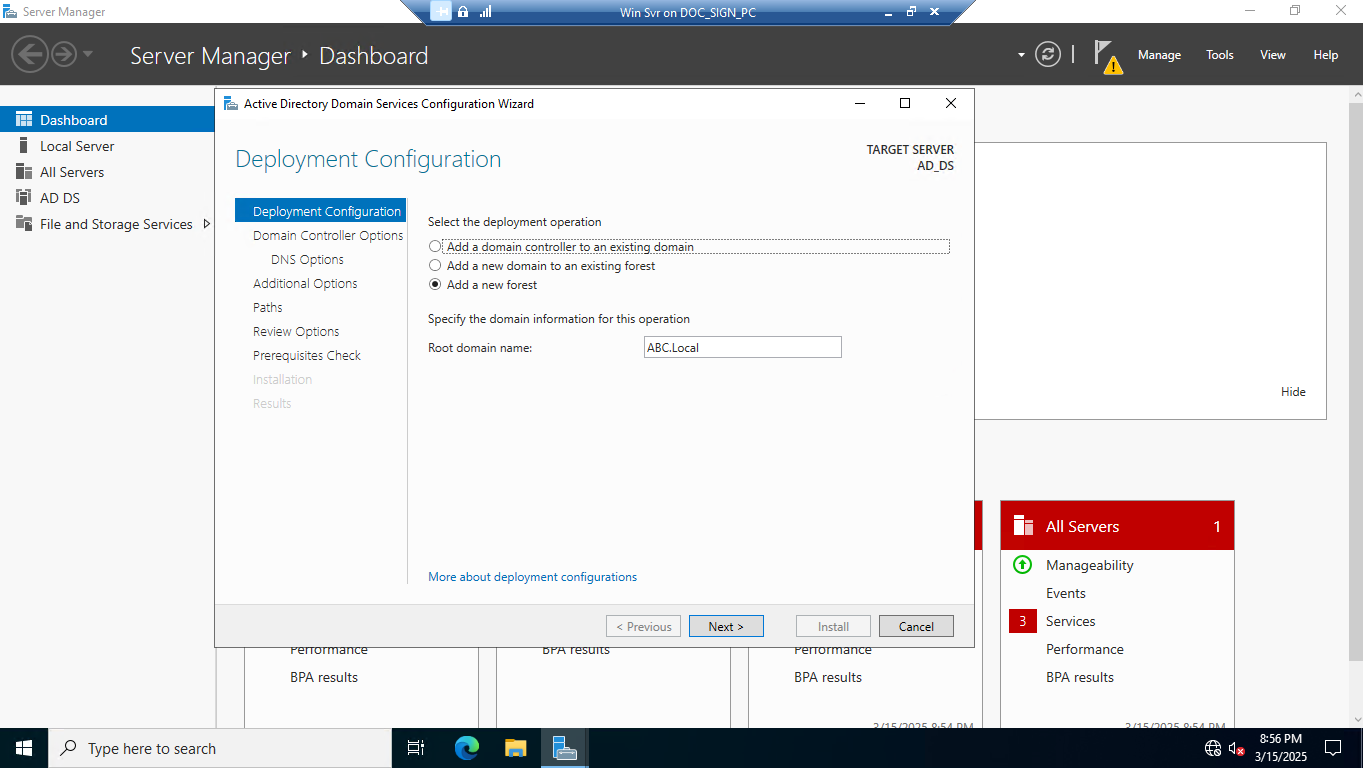 Server Manager
Win Svr on DOC_SIGN_PC
Server Manager
Dashboard
Manage
Tools
View
Help
Dashboard
Local Server
All Servers
AD DS
File and Storage Services
Active Directory Domain Services Configuration Wizard
Deployment Configuration
TARGET SERVER
AD_DS
Deployment Configuration
Domain Controller Options
DNS Options
Additional Options
Paths
Review Options
Prerequisites Check
Installation
Results
Select the deployment operation
Add a domain controller to an existing domain
Add a new domain to an existing forest
Add a new forest
Specify the domain information for this operation
Root domain name:
ABC.Local
More about deployment configurations
< Previous
Next >
Install
Cancel
Hide
All Servers
1
Manageability
Events
3
Services
Performance
BPA results
Performance
BPA results
BPA results
Performance
BPA results
3/15/2025 8:54 PM
3/15/2025 8:54 PM
Type here to search
8:56 PM
3/15/2025